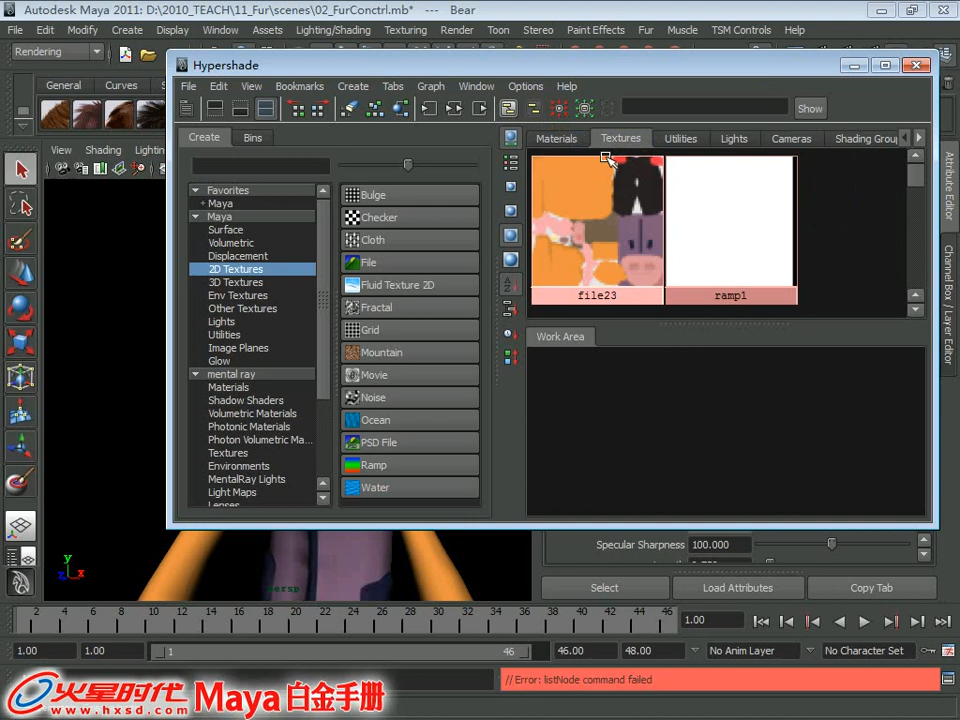 Autodesk Maya 2011: D:\2010_TEACH\11_Fur\scenes\02_FurConctrl.mb* --- Bear
File Edit Modify Create Display Window Assets Lighting/Shading Texturing Render Toon Stereo Paint Effects Fur Muscle TSM Controls Help
Rendering
Hypershade
General Curves
File Edit View Bookmarks Create Tabs Graph Window Options Help
Show
View Shading
Create Bins
Materials Textures Utilities Lights Cameras Shading Grou
Favorites
+ Maya
Maya
Surface
Volumetric
Displacement
2D Textures
3D Textures
Env Textures
Other Textures
Lights
Utilities
Image Planes
Glow
mental ray
Materials
Shadow Shaders
Volumetric Materials
Photonic Materials
Photon Volumetric Ma...
Textures
Environments
MentalRay Lights
Light Maps
Lenses
Bulge
Checker
Cloth
File
Fluid Texture 2D
Fractal
Grid
Mountain
Movie
Noise
Ocean
PSD File
Ramp
Water
file23 ramp1
Work Area
Attribute Editor
Channel Box / Layer Editor
Specular Sharpness 100.000
Select Load Attributes Copy Tab
y
z x
persp
2 4 6 8 10 12 14 16 18 20 22 24 26 28 30 32 34 36 38 40 42 44 46
1.00
1.00 1.00 1 46 46.00 48.00 No Anim Layer No Character Set
// Error: listNode command failed
火星时代 Maya 白金手册
www.hxsd.com